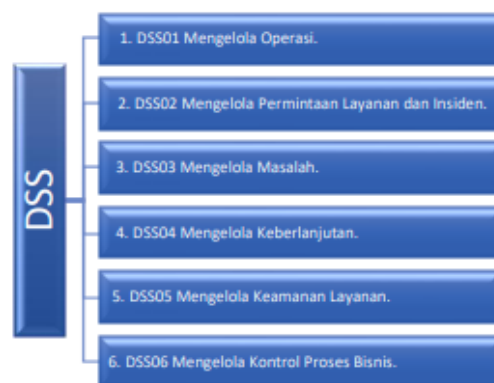 DSS
1. DSS01 Mengelola Operasi.
2. DSS02 Mengelola Permintaan Layanan dan Insiden.
3. DSS03 Mengelola Masalah.
4. DSS04 Mengelola Keberlanjutan.
5. DSS05 Mengelola Keamanan Layanan.
6. DSS06 Mengelola Kontrol Proses Bisnis.